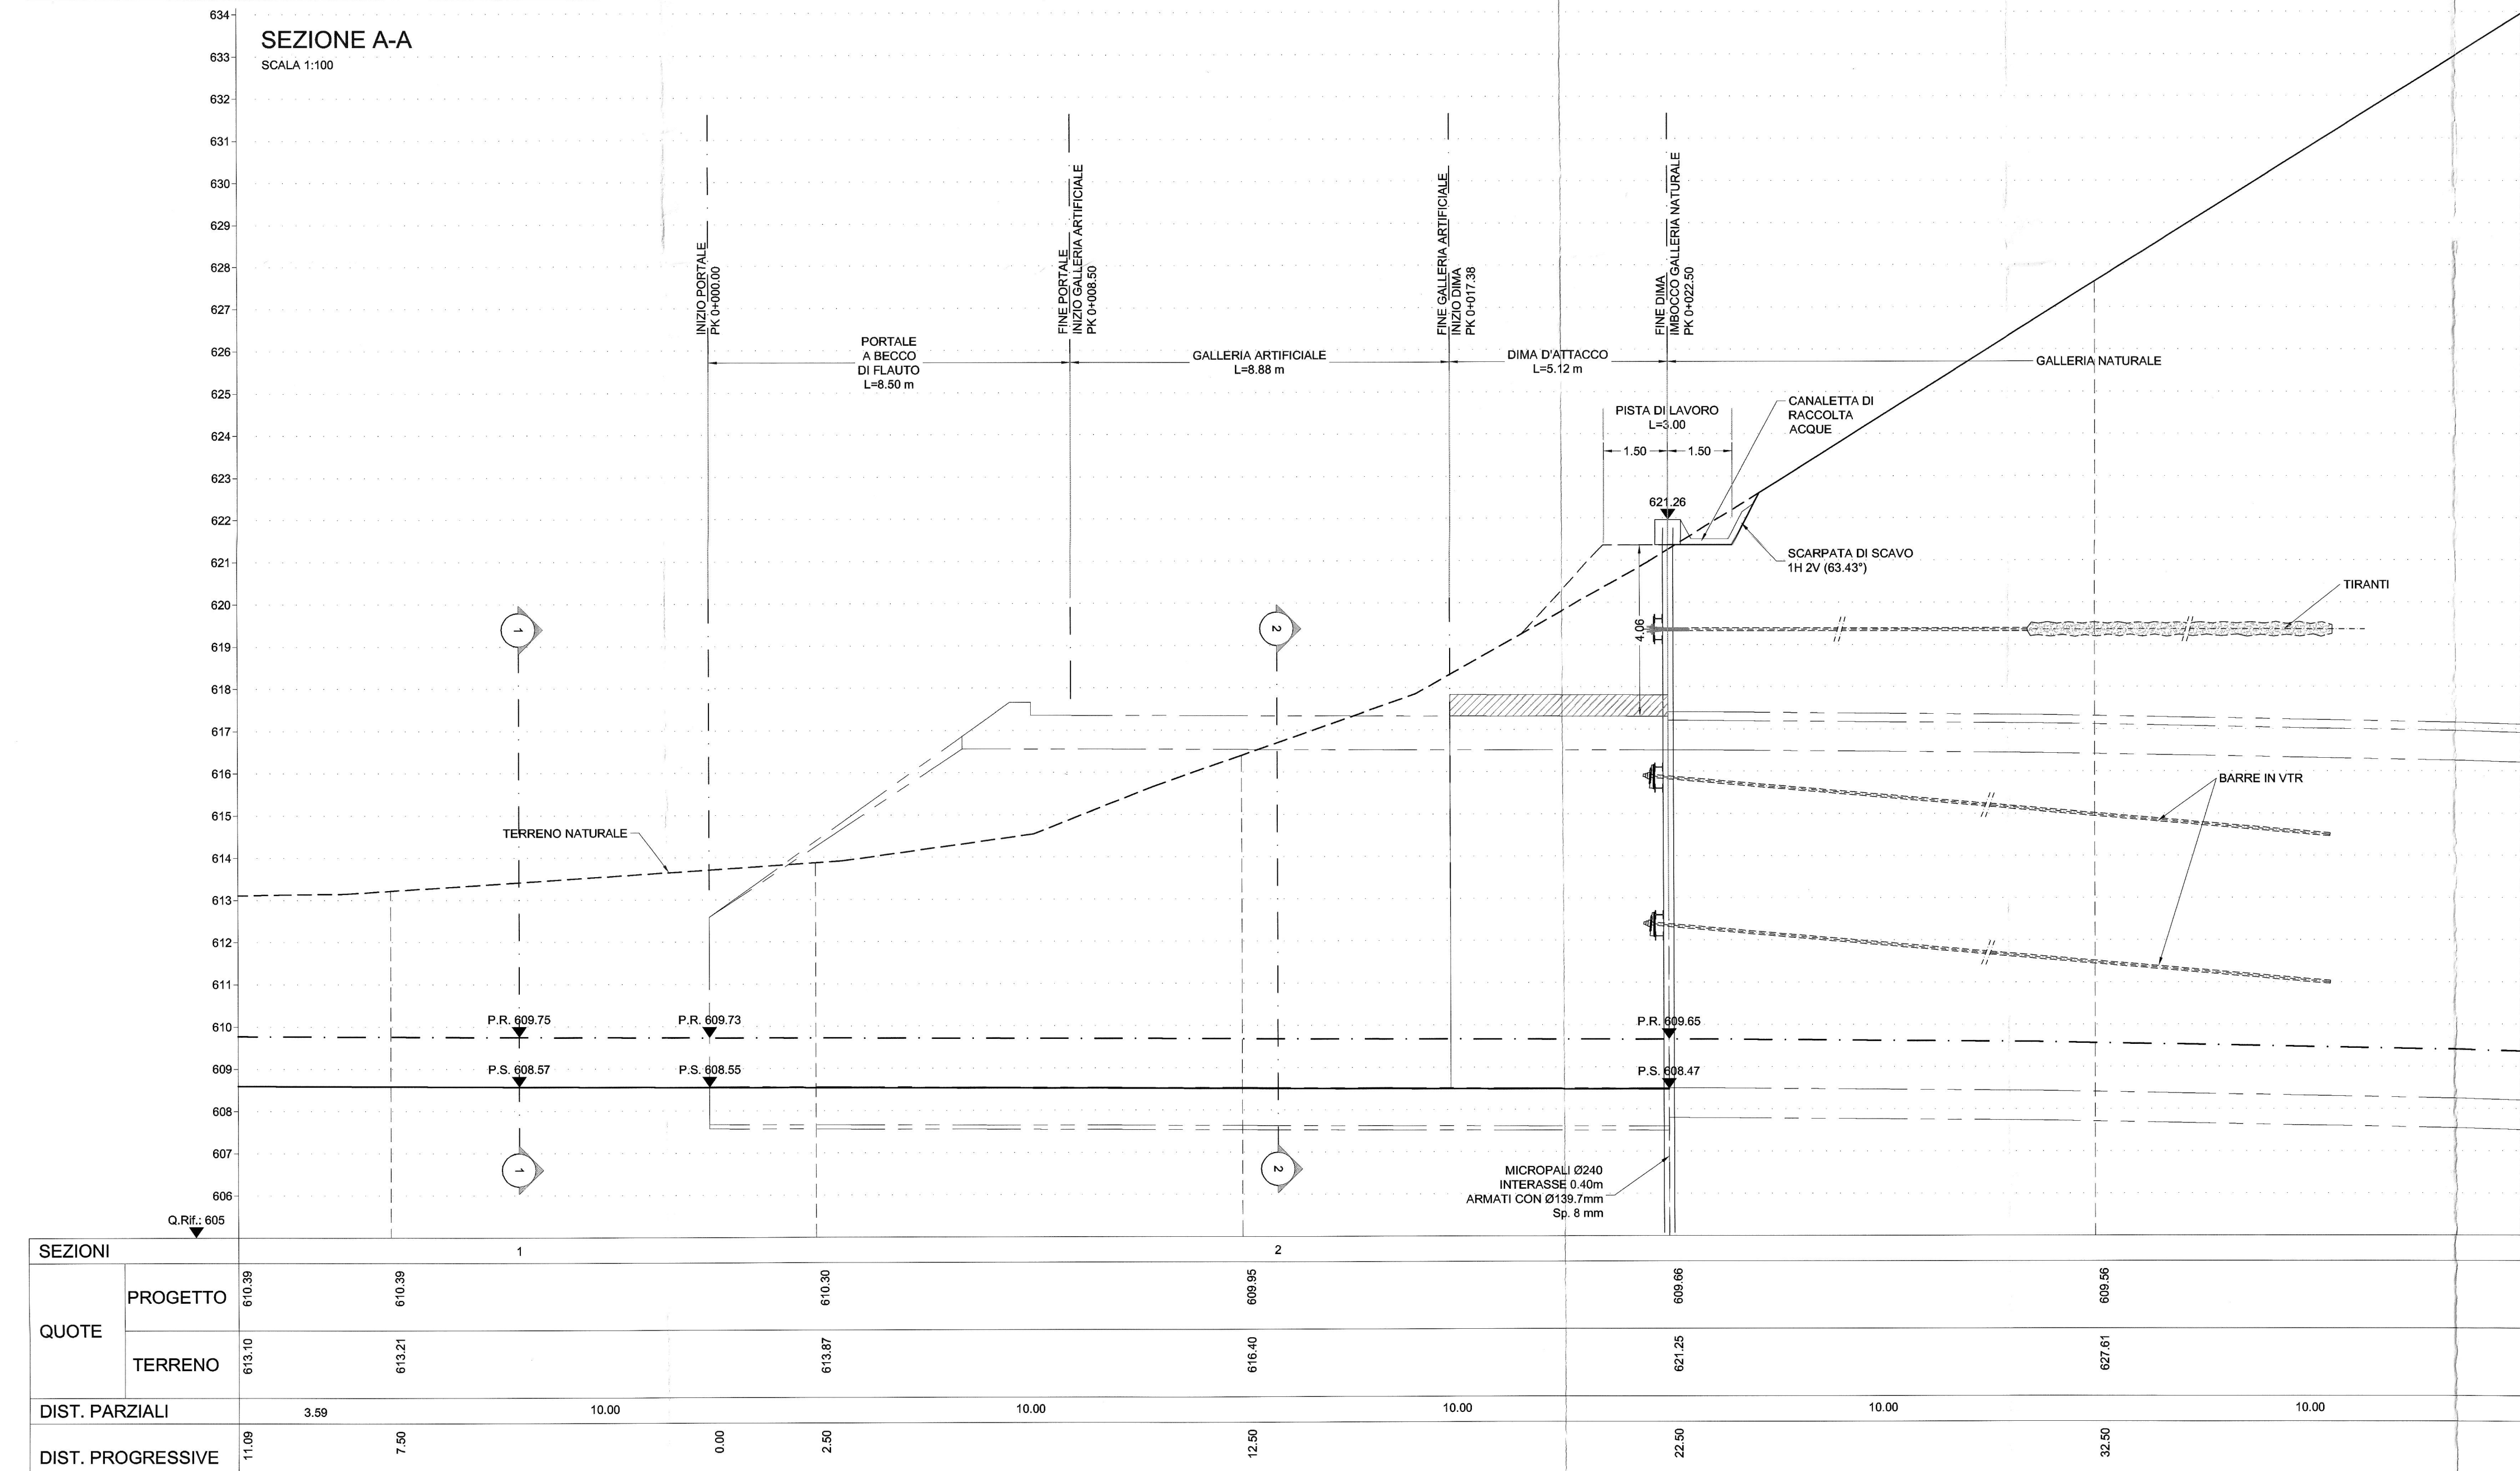 SEZIONE A-A
SCALA 1:100
634
633
632
631
630
629
628
627
626
625
624
623
622
621
620
619
618
617
616
615
614
613
612
611
610
609
608
607
606
Q.Rif.: 605
INIZIO PORTALE
PK 0+000.00
FINE PORTALE
INIZIO GALLERIA ARTIFICIALE
PK 0+008.50
FINE GALLERIA ARTIFICIALE
INIZIO DIMA
PK 0+017.38
FINE DIMA
IMBOCCO GALLERIA NATURALE
PK 0+022.50
PORTALE
A BECCO
DI FLAUTO
L=8.50 m
GALLERIA ARTIFICIALE
L=8.88 m
DIMA D'ATTACCO
L=5.12 m
GALLERIA NATURALE
PISTA DI LAVORO
L=3.00
1.50
1.50
CANALETTA DI
RACCOLTA
ACQUE
621.26
SCARPATA DI SCAVO
1H 2V (63.43°)
TIRANTI
4.06
1
2
BARRE IN VTR
TERRENO NATURALE
P.R. 609.75
P.R. 609.73
P.R. 609.65
P.S. 608.57
P.S. 608.55
P.S. 608.47
1
2
MICROPALI Ø240
INTERASSE 0.40m
ARMATI CON Ø139.7mm
Sp. 8 mm
SEZIONI
1
2
QUOTE
PROGETTO
610.39
610.39
610.30
609.95
609.66
609.56
TERRENO
613.10
613.21
613.87
616.40
621.25
627.61
DIST. PARZIALI
3.59
10.00
10.00
10.00
10.00
10.00
DIST. PROGRESSIVE
11.09
7.50
0.00
2.50
12.50
22.50
32.50